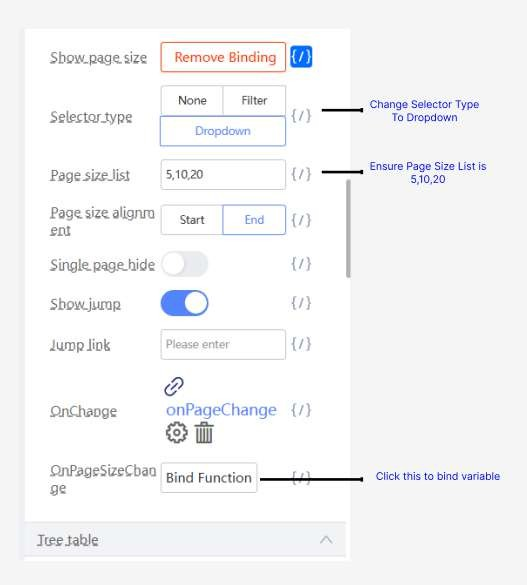 Show page size
Remove Binding
{/}
None
Filter
Selector type
{/}
Dropdown
Change Selector Type
To Dropdown
Page size list
5,10,20
{/}
Ensure Page Size List is
5,10,20
Page size alignm
ent
Start
End
{/}
Single page hide
{/}
Show jump
{/}
Jump link
Please enter
{/}
OnChange
onPageChange
{/}
OnPageSizeChan
ge
Bind Function
{/}
Click this to bind variable
Tree table